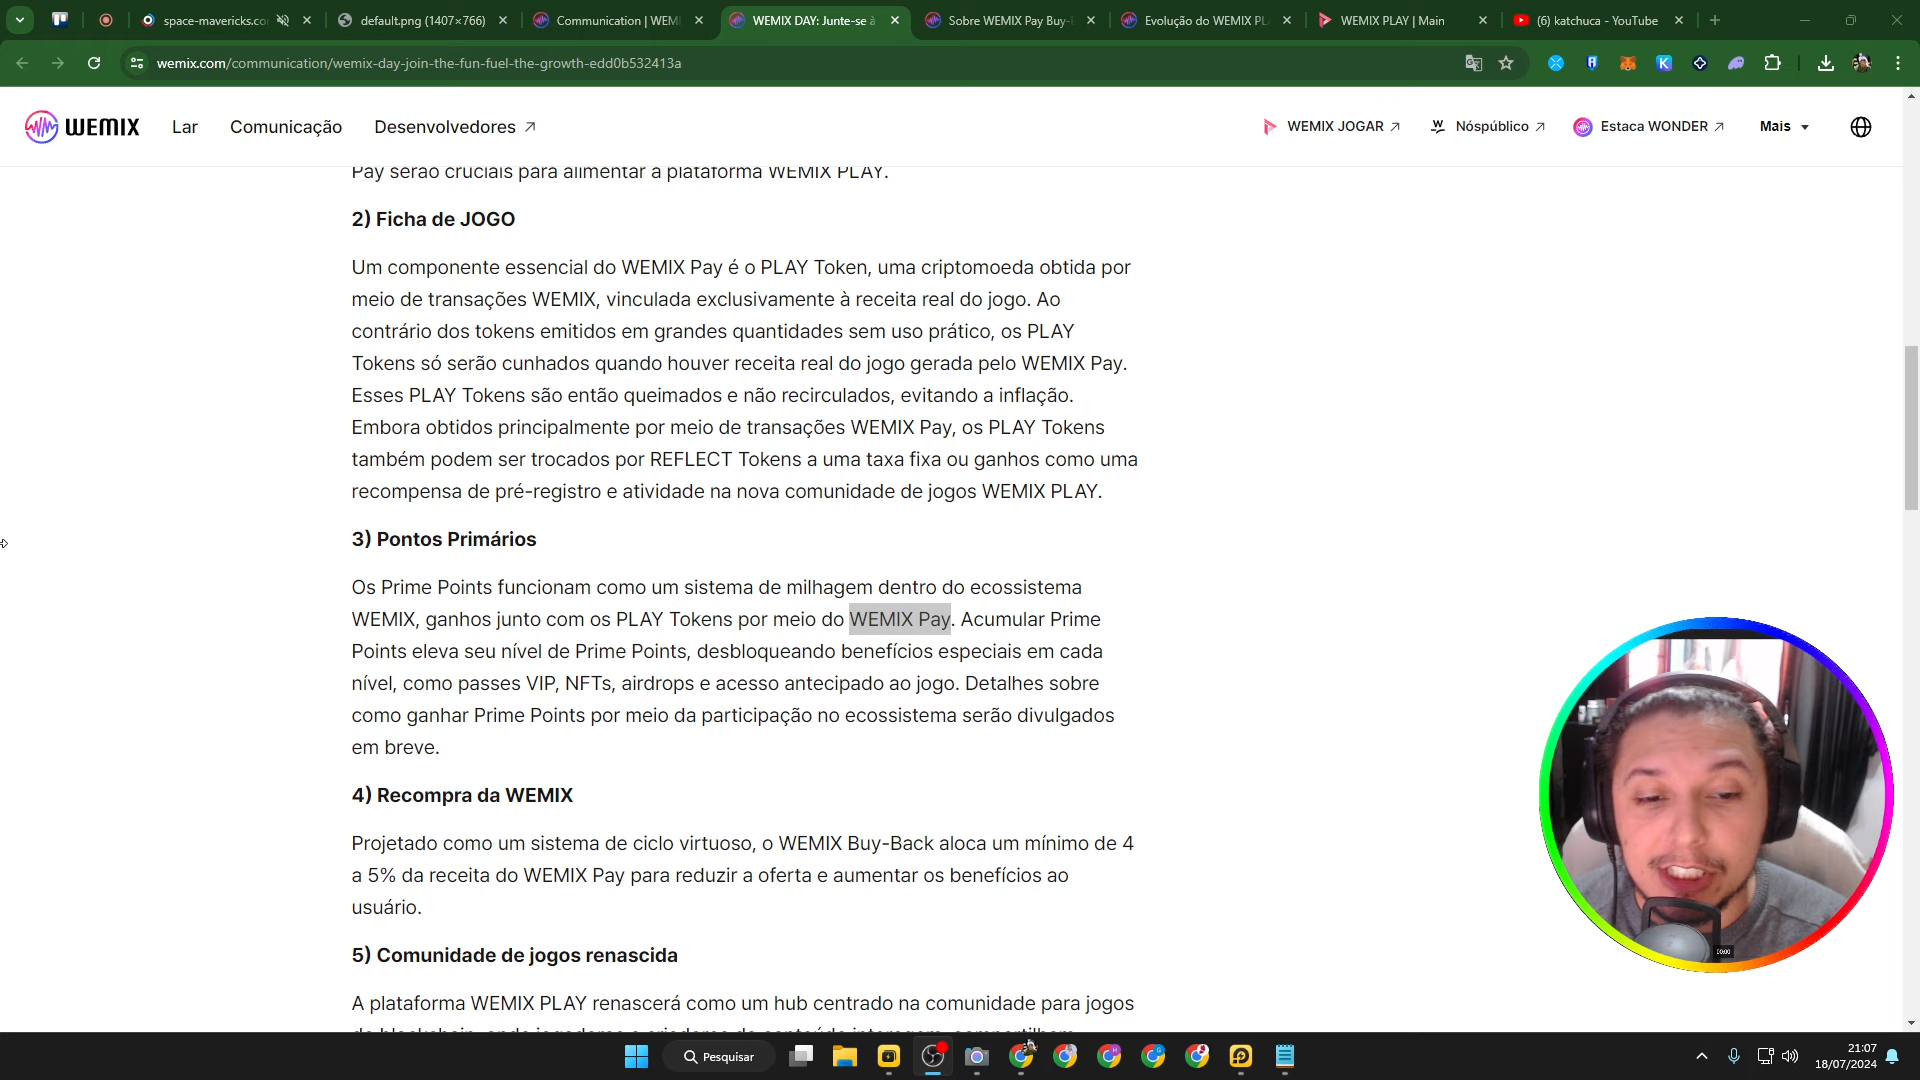 space-mavericks.co
default.png (1407×766)
Communication | WEMI
WEMIX DAY: Junte-se à
Sobre WEMIX Pay Buy-
Evolução do WEMIX PL
WEMIX PLAY | Main
(6) katchuca - YouTube
wemix.com/communication/wemix-day-join-the-fun-fuel-the-growth-edd0b532413a
WEMIX
Lar
Comunicação
Desenvolvedores
WEMIX JOGAR
Nóspúblico
Estaca WONDER
Mais
Pay serão cruciais para alimentar a plataforma WEMIX PLAY.
2) Ficha de JOGO
Um componente essencial do WEMIX Pay é o PLAY Token, uma criptomoeda obtida por
meio de transações WEMIX, vinculada exclusivamente à receita real do jogo. Ao
contrário dos tokens emitidos em grandes quantidades sem uso prático, os PLAY
Tokens só serão cunhados quando houver receita real do jogo gerada pelo WEMIX Pay.
Esses PLAY Tokens são então queimados e não recirculados, evitando a inflação.
Embora obtidos principalmente por meio de transações WEMIX Pay, os PLAY Tokens
também podem ser trocados por REFLECT Tokens a uma taxa fixa ou ganhos como uma
recompensa de pré-registro e atividade na nova comunidade de jogos WEMIX PLAY.
3) Pontos Primários
Os Prime Points funcionam como um sistema de milhagem dentro do ecossistema
WEMIX, ganhos junto com os PLAY Tokens por meio do WEMIX Pay. Acumular Prime
Points eleva seu nível de Prime Points, desbloqueando benefícios especiais em cada
nível, como passes VIP, NFTs, airdrops e acesso antecipado ao jogo. Detalhes sobre
como ganhar Prime Points por meio da participação no ecossistema serão divulgados
em breve.
4) Recompra da WEMIX
Projetado como um sistema de ciclo virtuoso, o WEMIX Buy-Back aloca um mínimo de 4
a 5% da receita do WEMIX Pay para reduzir a oferta e aumentar os benefícios ao
usuário.
5) Comunidade de jogos renascida
A plataforma WEMIX PLAY renascerá como um hub centrado na comunidade para jogos
00:00
Pesquisar
21:07
18/07/2024